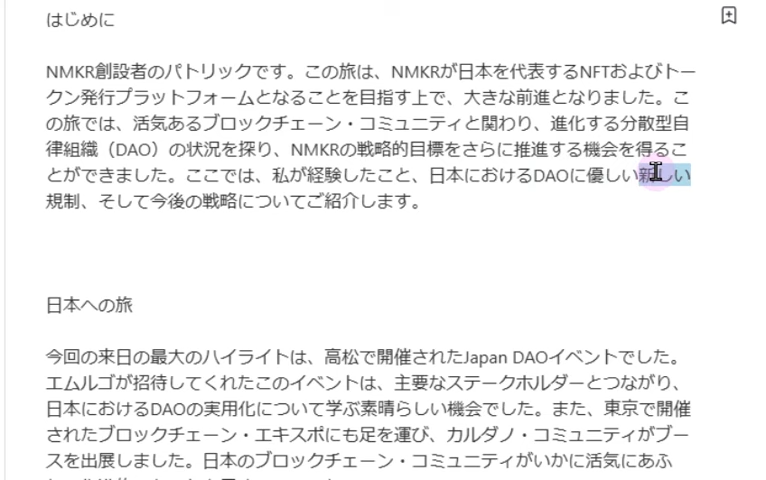 はじめに
NMKR創設者のパトリックです。この旅は、NMKRが日本を代表するNFTおよびトー
クン発行プラットフォームとなることを目指す上で、大きな前進となりました。こ
の旅では、活気あるブロックチェーン・コミュニティと関わり、進化する分散型自
律組織（DAO）の状況を探り、NMKRの戦略的目標をさらに推進する機会を得るこ
とができました。ここでは、私が経験したこと、日本におけるDAOに優しい新しい
規制、そして今後の戦略についてご紹介します。
日本への旅
今回の来日の最大のハイライトは、高松で開催されたJapan DAOイベントでした。
エムルゴが招待してくれたこのイベントは、主要なステークホルダーとつながり、
日本におけるDAOの実用化について学ぶ素晴らしい機会でした。また、東京で開催
されたブロックチェーン・エキスポにも足を運び、カルダノ・コミュニティがブー
スを出展しました。日本のブロックチェーン・コミュニティがいかに活気にあふ